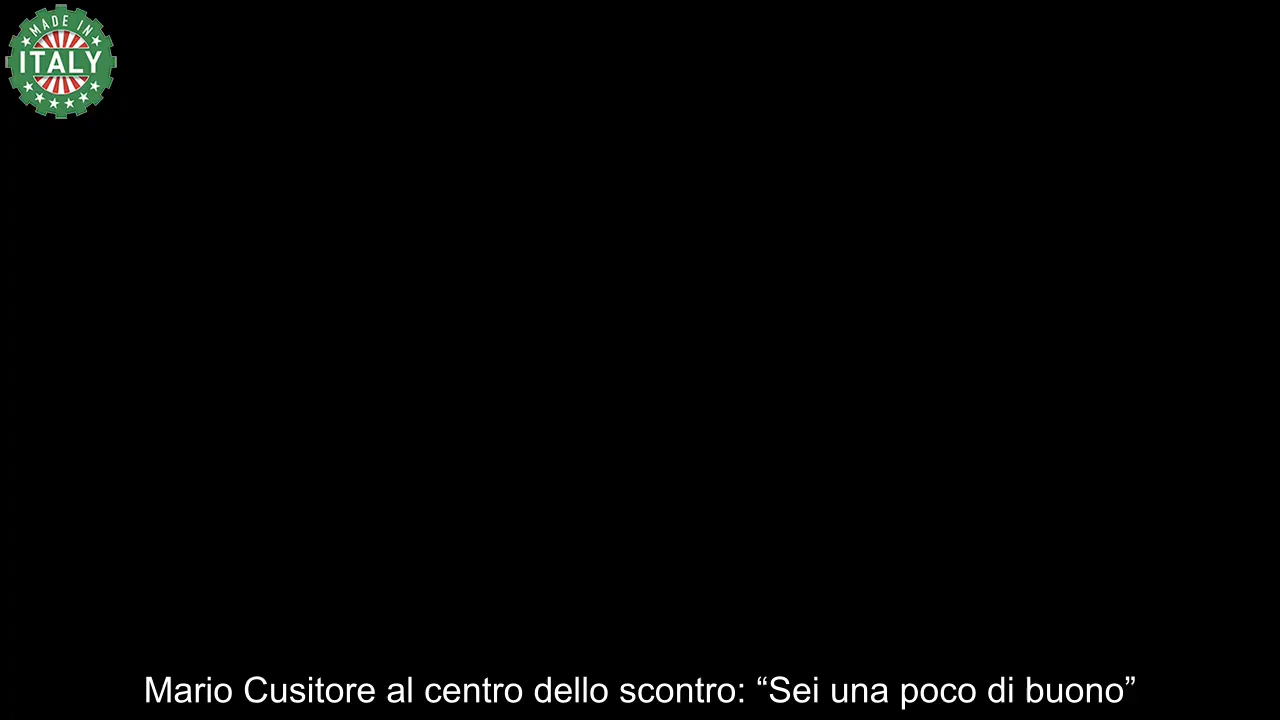 MADE IN
ITALY
Mario Cusitore al centro dello scontro: “Sei una poco di buono”